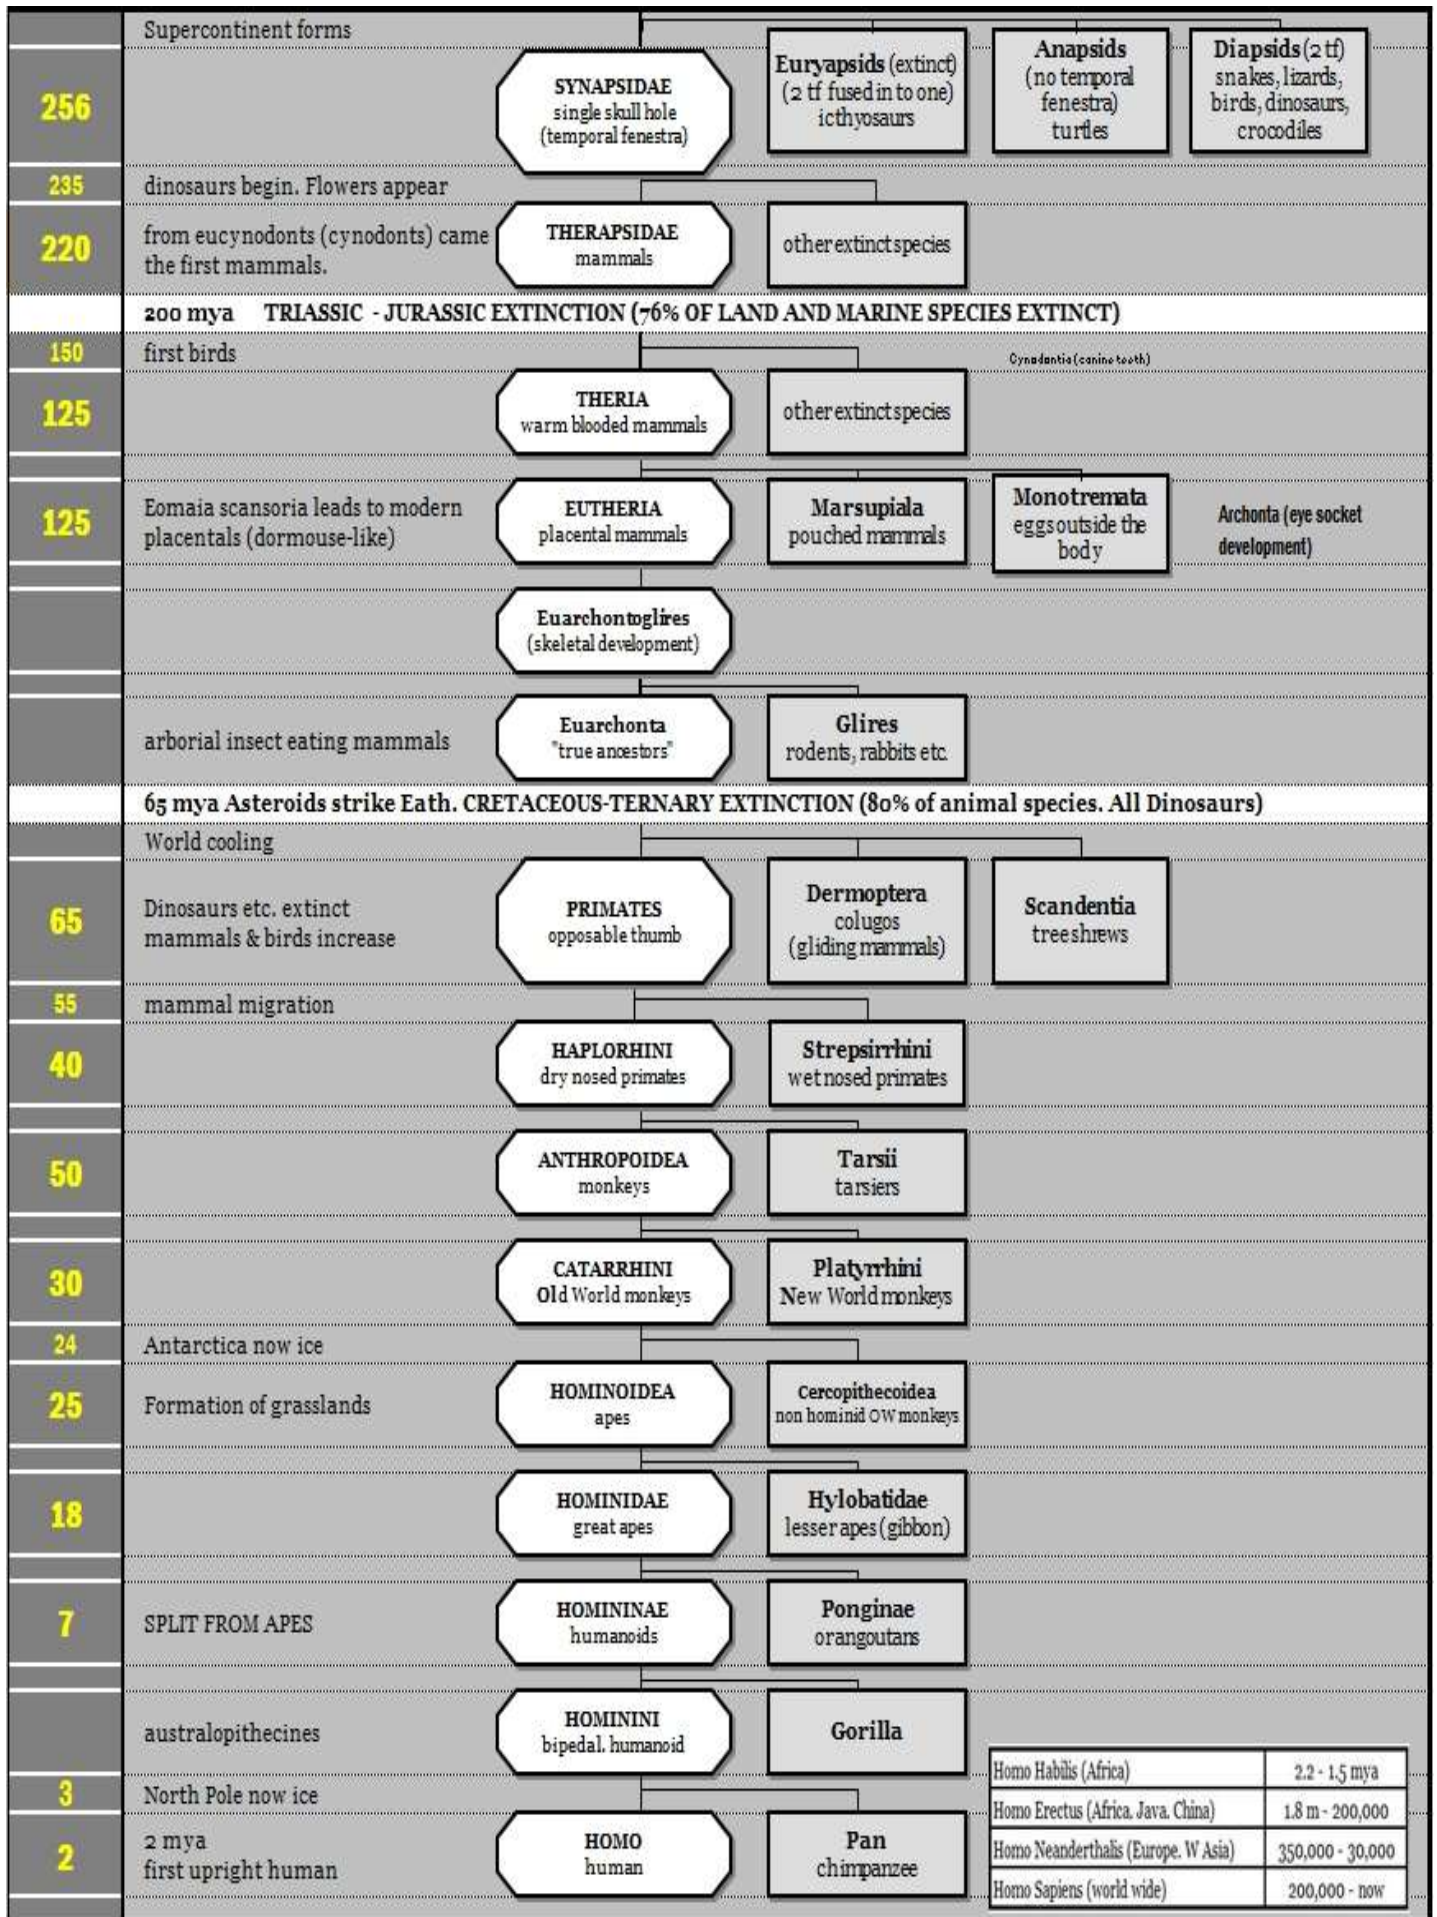 Supercontinent forms
256
SYNAPSIDAE
single skull hole
(temporal fenestra)
Euryapsids (extinct)
(2 tf fused in to one)
icthyosaurs
Anapsids
(no temporal
fenestra)
turtles
Diapsids (2 tf)
snakes, lizards,
birds, dinosaurs,
crocodiles
235
dinosaurs begin. Flowers appear
220
from eucynodonts (cynodonts) came
the first mammals.
THERAPSIDAE
mammals
other extinct species
200 mya TRIASSIC - JURASSIC EXTINCTION (76% OF LAND AND MARINE SPECIES EXTINCT)
150
first birds
Cynodontia (canine teeth)
125
THERIA
warm blooded mammals
other extinct species
125
Eomaia scansoria leads to modern
placentals (dormouse-like)
EUTHERIA
placental mammals
Marsupiala
pouched mammals
Monotremata
eggs outside the
body
Archonta (eye socket
development)
Euarchontoglires
(skeletal development)
arborial insect eating mammals
Euarchonta
"true ancestors"
Glires
rodents, rabbits etc.
65 mya Asteroids strike Eath. CRETACEOUS-TERNARY EXTINCTION (80% of animal species. All Dinosaurs)
World cooling
65
Dinosaurs etc. extinct
mammals & birds increase
PRIMATES
opposable thumb
Dermoptera
colugos
(gliding mammals)
Scandentia
tree shrews
55
mammal migration
40
HAPLORHINI
dry nosed primates
Strepsirrhini
wet nosed primates
50
ANTHROPOIDEA
monkeys
Tarsii
tarsiers
30
CATARRHINI
Old World monkeys
Platyrrhini
New World monkeys
24
Antarctica now ice
25
Formation of grasslands
HOMINOIDEA
apes
Cercopithecoidea
non hominid OW monkeys
18
HOMINIDAE
great apes
Hylobatidae
lesser apes (gibbon)
7
SPLIT FROM APES
HOMININAE
humanoids
Ponginae
orangoutans
australopithecines
HOMININI
bipedal. humanoid
Gorilla
3
North Pole now ice
2
2 mya
first upright human
HOMO
human
Pan
chimpanzee
Homo Habilis (Africa) 2.2 - 1.5 mya
Homo Erectus (Africa. Java. China) 1.8 m - 200,000
Homo Neanderthalis (Europe. W Asia) 350,000 - 30,000
Homo Sapiens (world wide) 200,000 - now